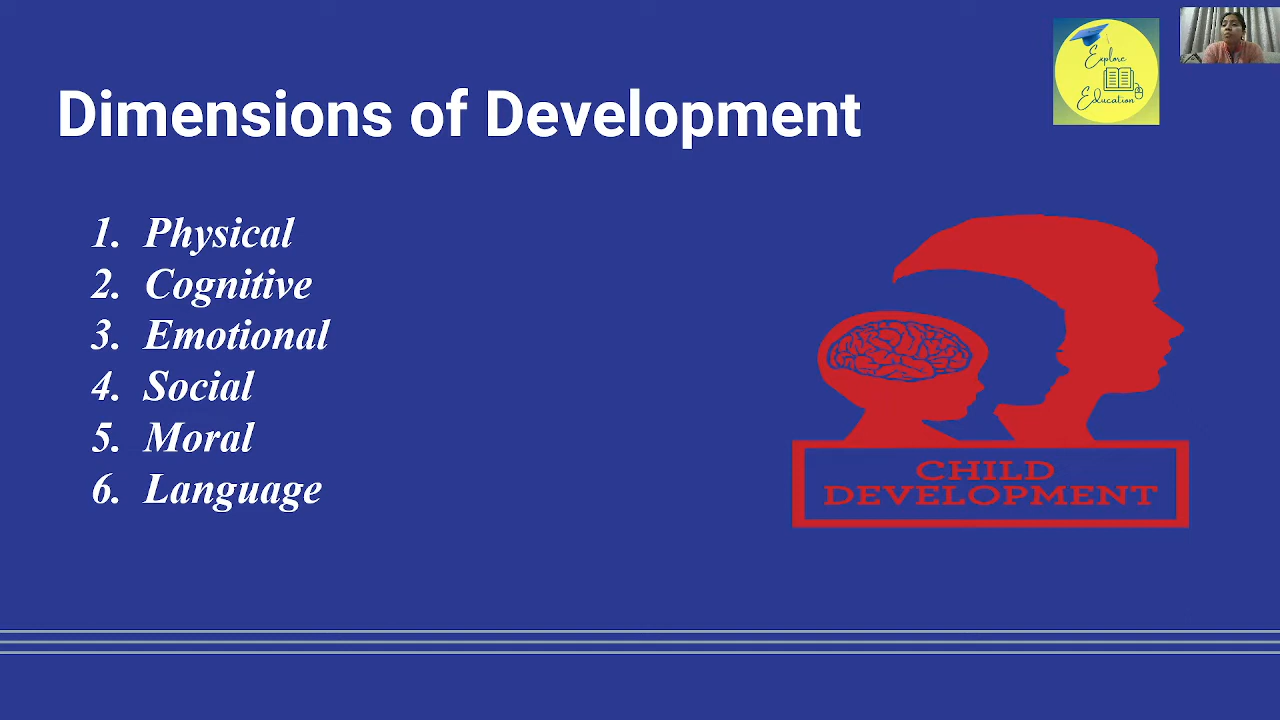 Explore
Education
Dimensions of Development
1. Physical
2. Cognitive
3. Emotional
4. Social
5. Moral
6. Language
CHILD
DEVELOPMENT